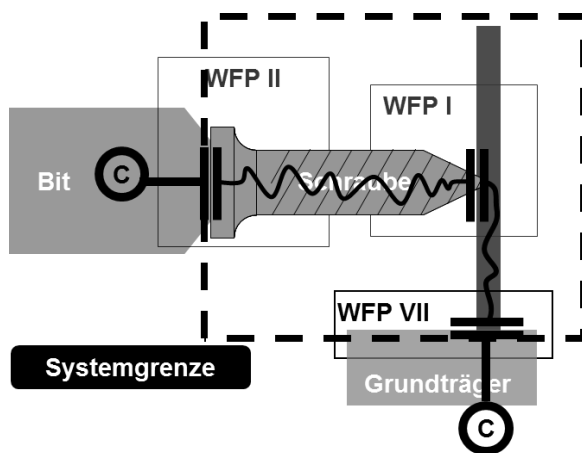 WFP II
WFP I
Bit
C
Schraube
WFP VII
Systemgrenze
Grundträger
C